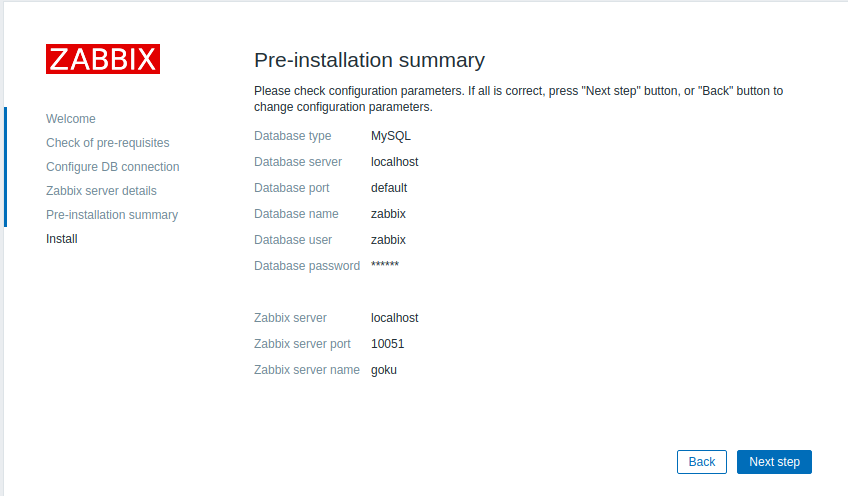 ZABBIX
Welcome
Check of pre-requisites
Configure DB connection
Zabbix server details
Pre-installation summary
Install
Pre-installation summary
Please check configuration parameters. If all is correct, press "Next step" button, or "Back" button to
change configuration parameters.
Database type MySQL
Database server localhost
Database port default
Database name zabbix
Database user zabbix
Database password ******
Zabbix server localhost
Zabbix server port 10051
Zabbix server name goku
Back Next step